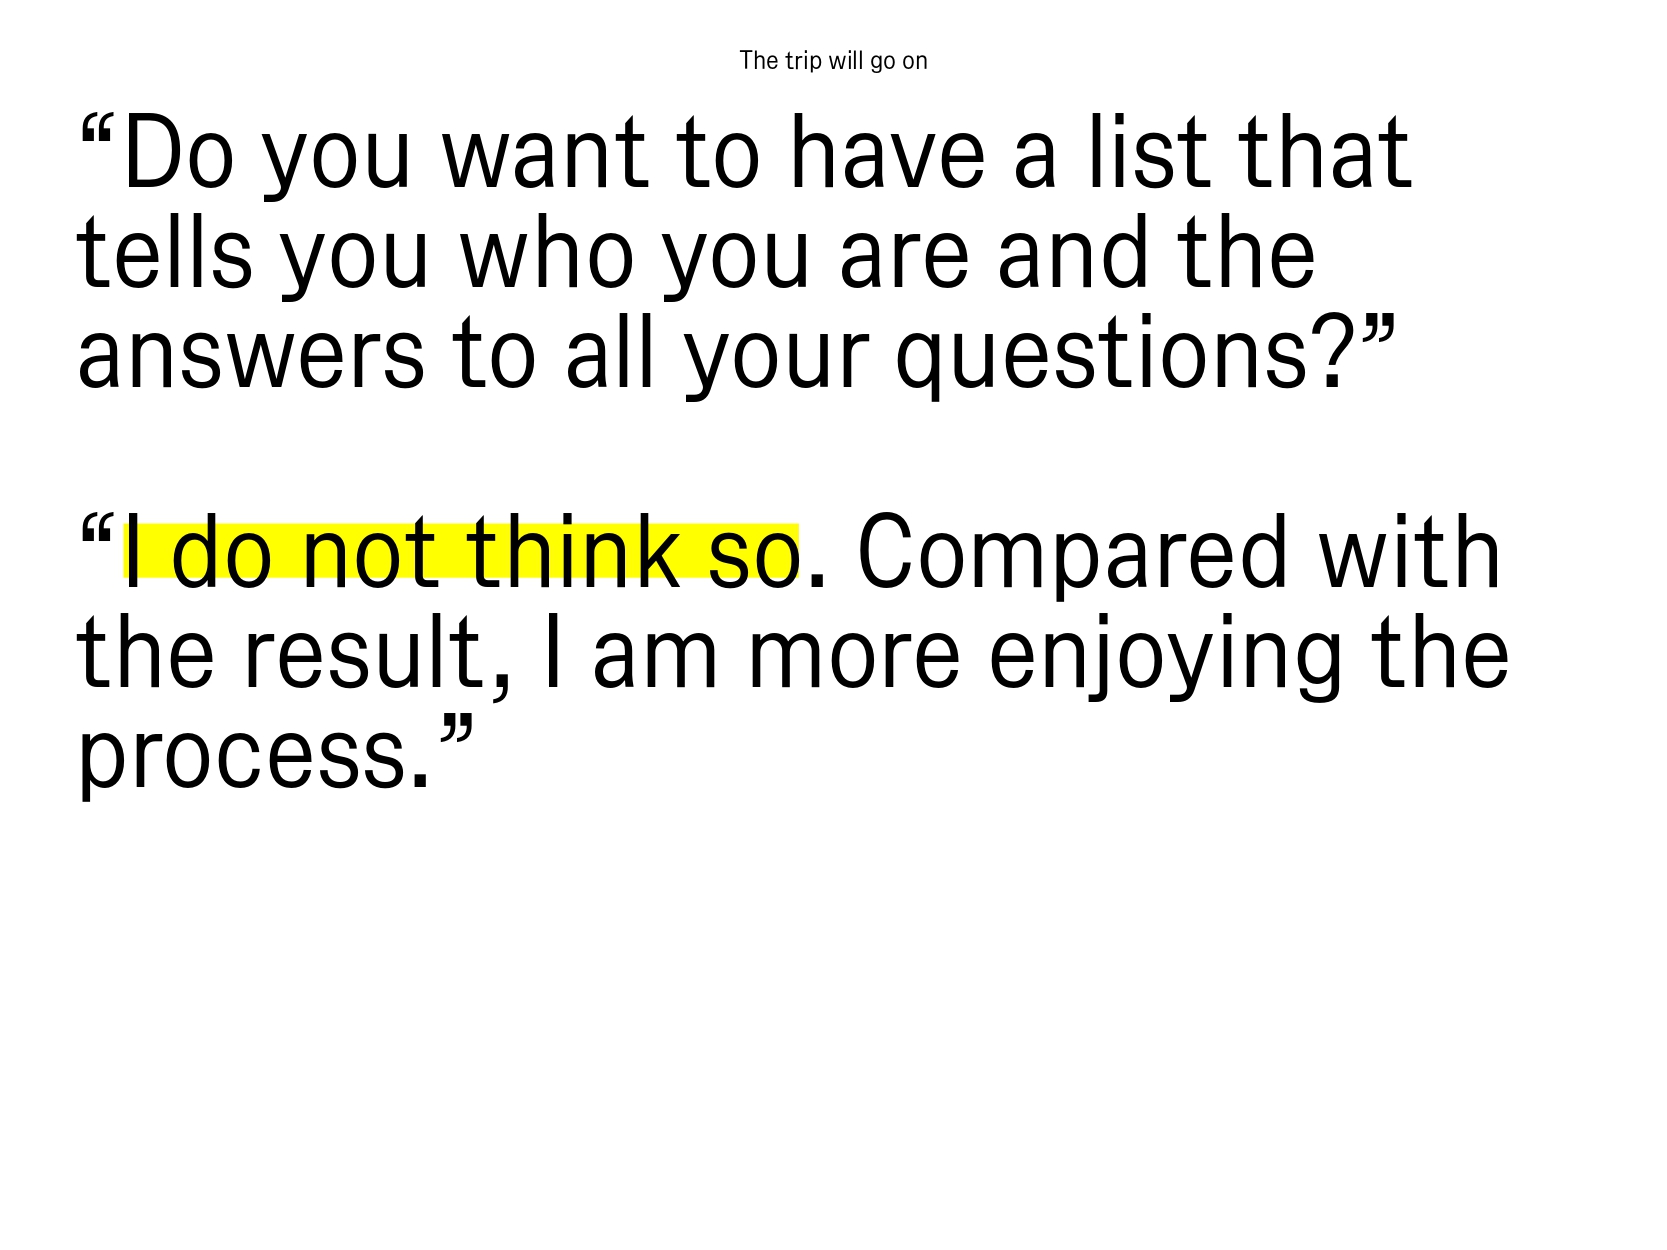 The trip will go on
“Do you want to have a list that
tells you who you are and the
answers to all your questions?”
“I do not think so. Compared with
the result, I am more enjoying the
process.”